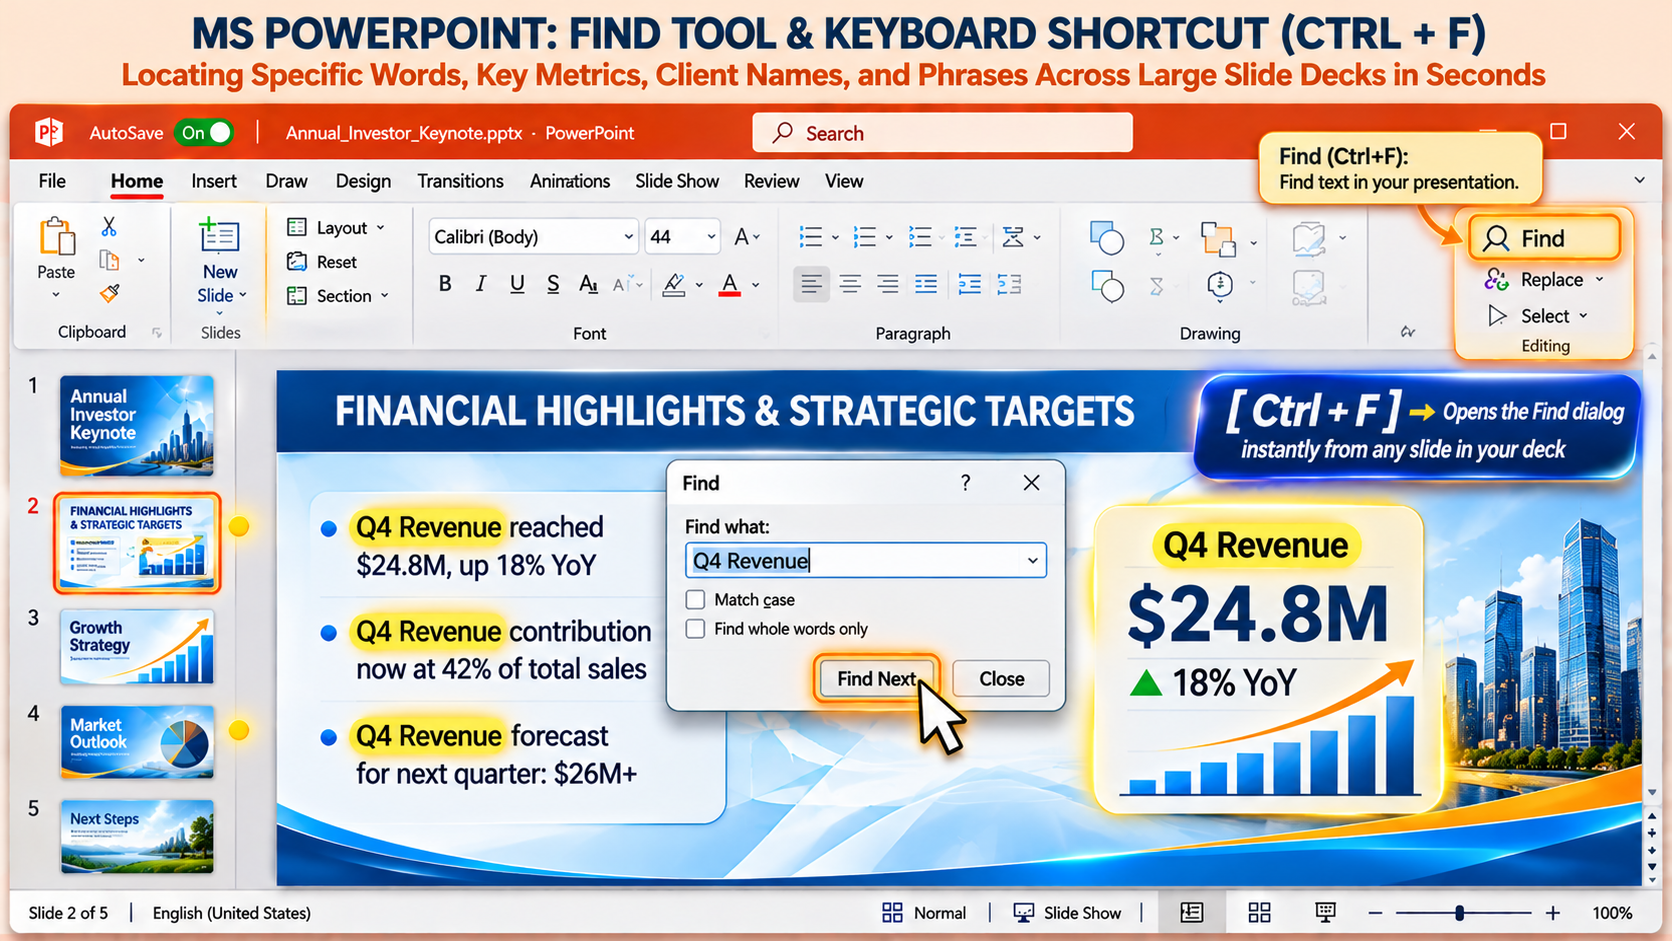 MS POWERPOINT: FIND TOOL & KEYBOARD SHORTCUT (CTRL + F)
Locating Specific Words, Key Metrics, Client Names, and Phrases Across Large Slide Decks in Seconds
AutoSave On Annual_Investor_Keynote.pptx · PowerPoint Search
Find (Ctrl+F):
Find text in your presentation.
File Home Insert Draw Design Transitions Animations Slide Show Review View
Paste
Clipboard
New
Slide
Slides
Layout
Reset
Section
Calibri (Body) 44 A
B I U S A A A
Font
Paragraph
Drawing
Find
Replace
Select
Editing
1
Annual
Investor
Keynote
2
FINANCIAL HIGHLIGHTS
& STRATEGIC TARGETS
3
Growth
Strategy
4
Market
Outlook
5
Next Steps
FINANCIAL HIGHLIGHTS & STRATEGIC TARGETS
[ Ctrl + F ] → Opens the Find dialog
instantly from any slide in your deck
Q4 Revenue reached
$24.8M, up 18% YoY
Q4 Revenue contribution
now at 42% of total sales
Q4 Revenue forecast
for next quarter: $26M+
Find ?
Find what:
Q4 Revenue
Match case
Find whole words only
Find Next Close
Q4 Revenue
$24.8M
18% YoY
Slide 2 of 5 English (United States) Normal Slide Show 100%